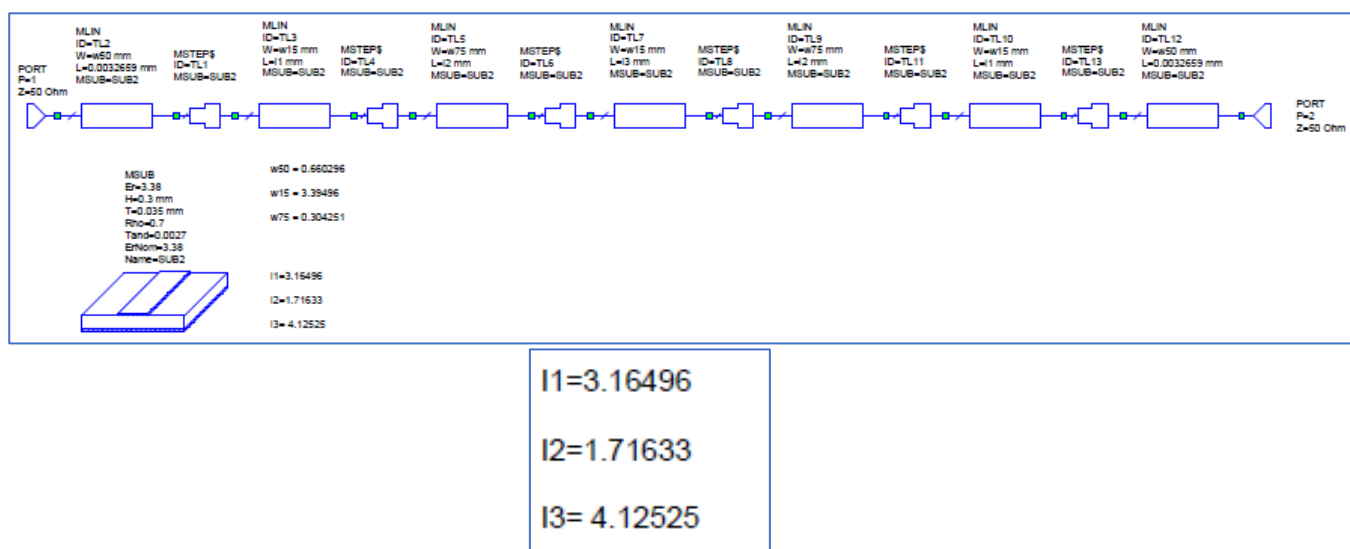 PORT
P=1
Z=50 Ohm
MLIN
ID=TL2
W=w50 mm
L=0.0032659 mm
MSUB=SUB2
MSTEP$
ID=TL1
MSUB=SUB2
MLIN
ID=TL3
W=w15 mm
L=l1 mm
MSUB=SUB2
MSTEP$
ID=TL4
MSUB=SUB2
MLIN
ID=TL5
W=w75 mm
L=l2 mm
MSUB=SUB2
MSTEP$
ID=TL6
MSUB=SUB2
MLIN
ID=TL7
W=w15 mm
L=l3 mm
MSUB=SUB2
MSTEP$
ID=TL8
MSUB=SUB2
MLIN
ID=TL9
W=w75 mm
L=l2 mm
MSUB=SUB2
MSTEP$
ID=TL11
MSUB=SUB2
MLIN
ID=TL10
W=w15 mm
L=l1 mm
MSUB=SUB2
MSTEP$
ID=TL13
MSUB=SUB2
MLIN
ID=TL12
W=w50 mm
L=0.0032659 mm
MSUB=SUB2
PORT
P=2
Z=50 Ohm
MSUB
Er=3.38
H=0.3 mm
T=0.035 mm
Rho=0.7
Tand=0.0027
ErNom=3.38
Name=SUB2
w50 = 0.660296
w15 = 3.39496
w75 = 0.304251
l1=3.16496
l2=1.71633
l3= 4.12525
l1=3.16496
l2=1.71633
l3= 4.12525